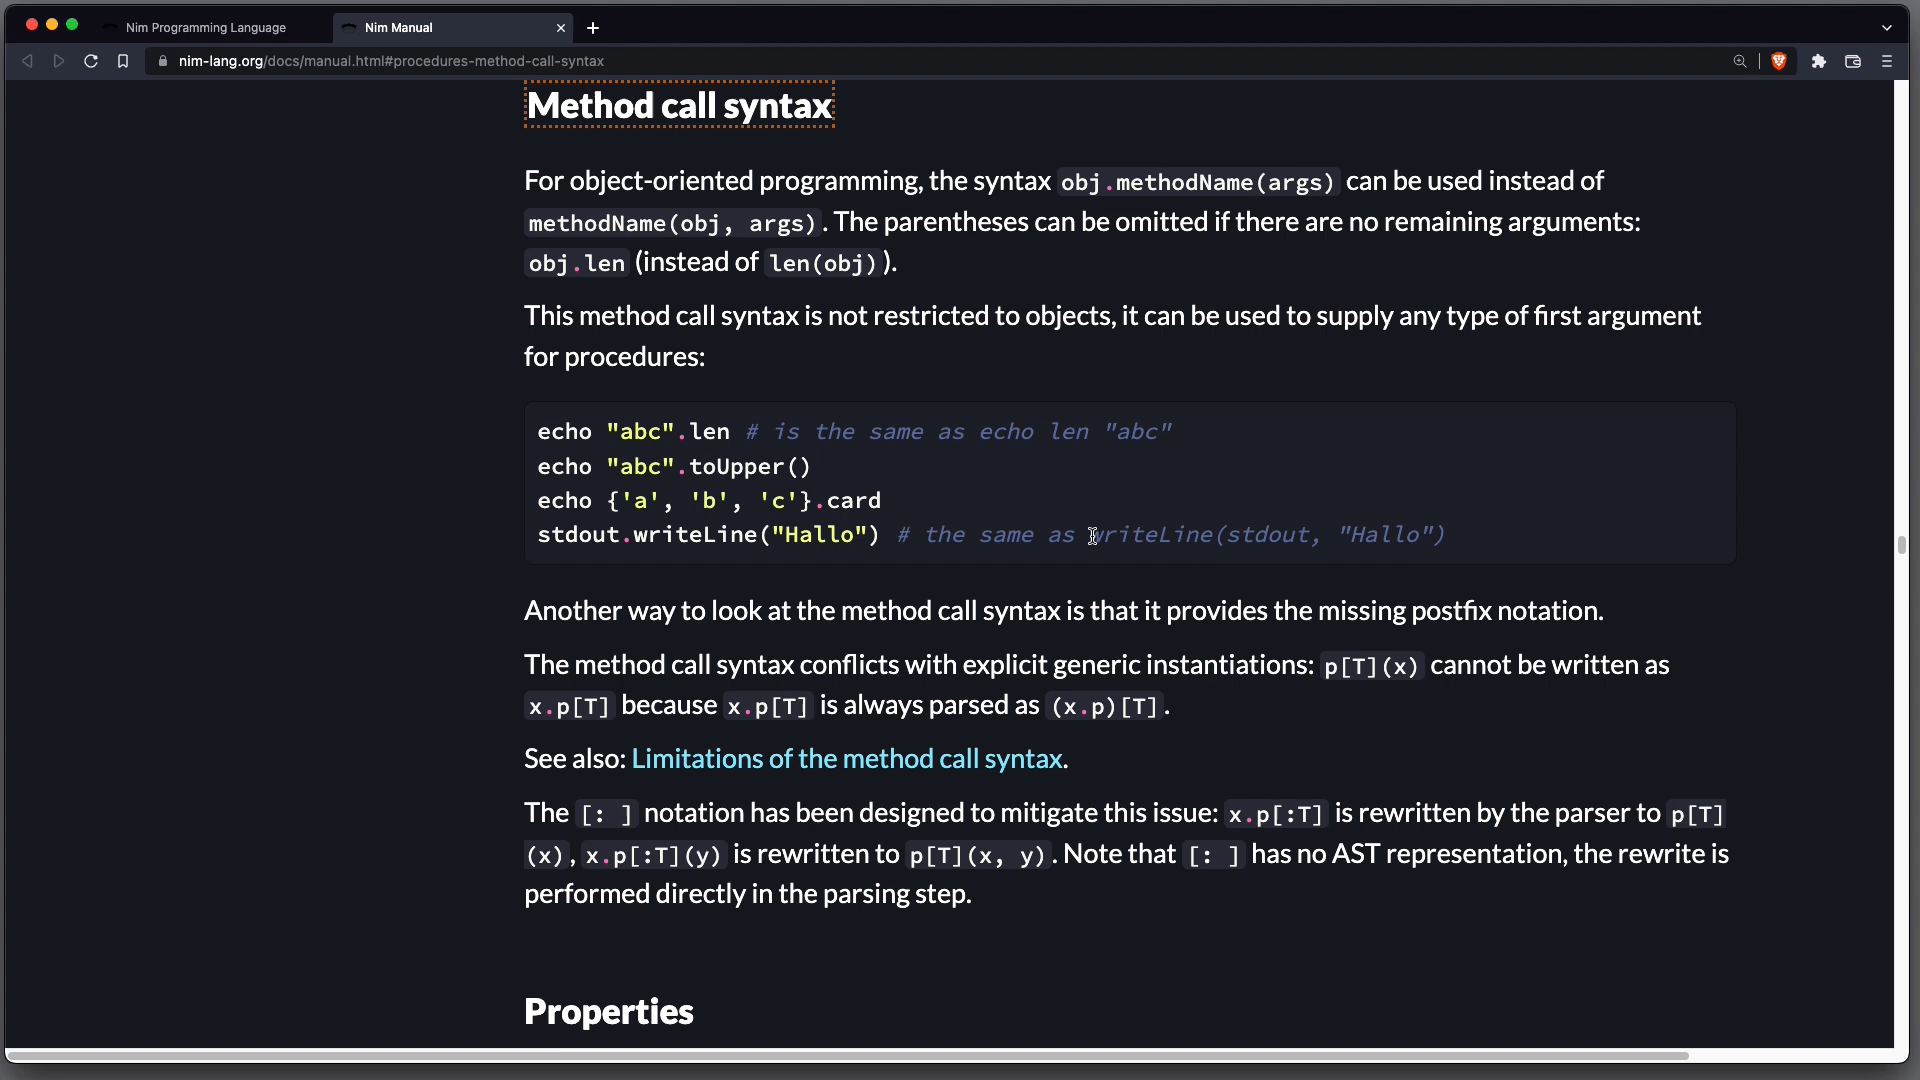 Nim Programming Language
Nim Manual
nim-lang.org/docs/manual.html#procedures-method-call-syntax
Method call syntax
For object-oriented programming, the syntax obj.methodName(args) can be used instead of
methodName(obj, args). The parentheses can be omitted if there are no remaining arguments:
obj.len (instead of len(obj)).
This method call syntax is not restricted to objects, it can be used to supply any type of first argument
for procedures:
echo "abc".len # is the same as echo len "abc"
echo "abc".toUpper()
echo {'a', 'b', 'c'}.card
stdout.writeLine("Hallo") # the same as writeLine(stdout, "Hallo")
Another way to look at the method call syntax is that it provides the missing postfix notation.
The method call syntax conflicts with explicit generic instantiations: p[T](x) cannot be written as
x.p[T] because x.p[T] is always parsed as (x.p)[T].
See also: Limitations of the method call syntax.
The [: ] notation has been designed to mitigate this issue: x.p[:T] is rewritten by the parser to p[T]
(x), x.p[:T](y) is rewritten to p[T](x, y). Note that [: ] has no AST representation, the rewrite is
performed directly in the parsing step.
Properties